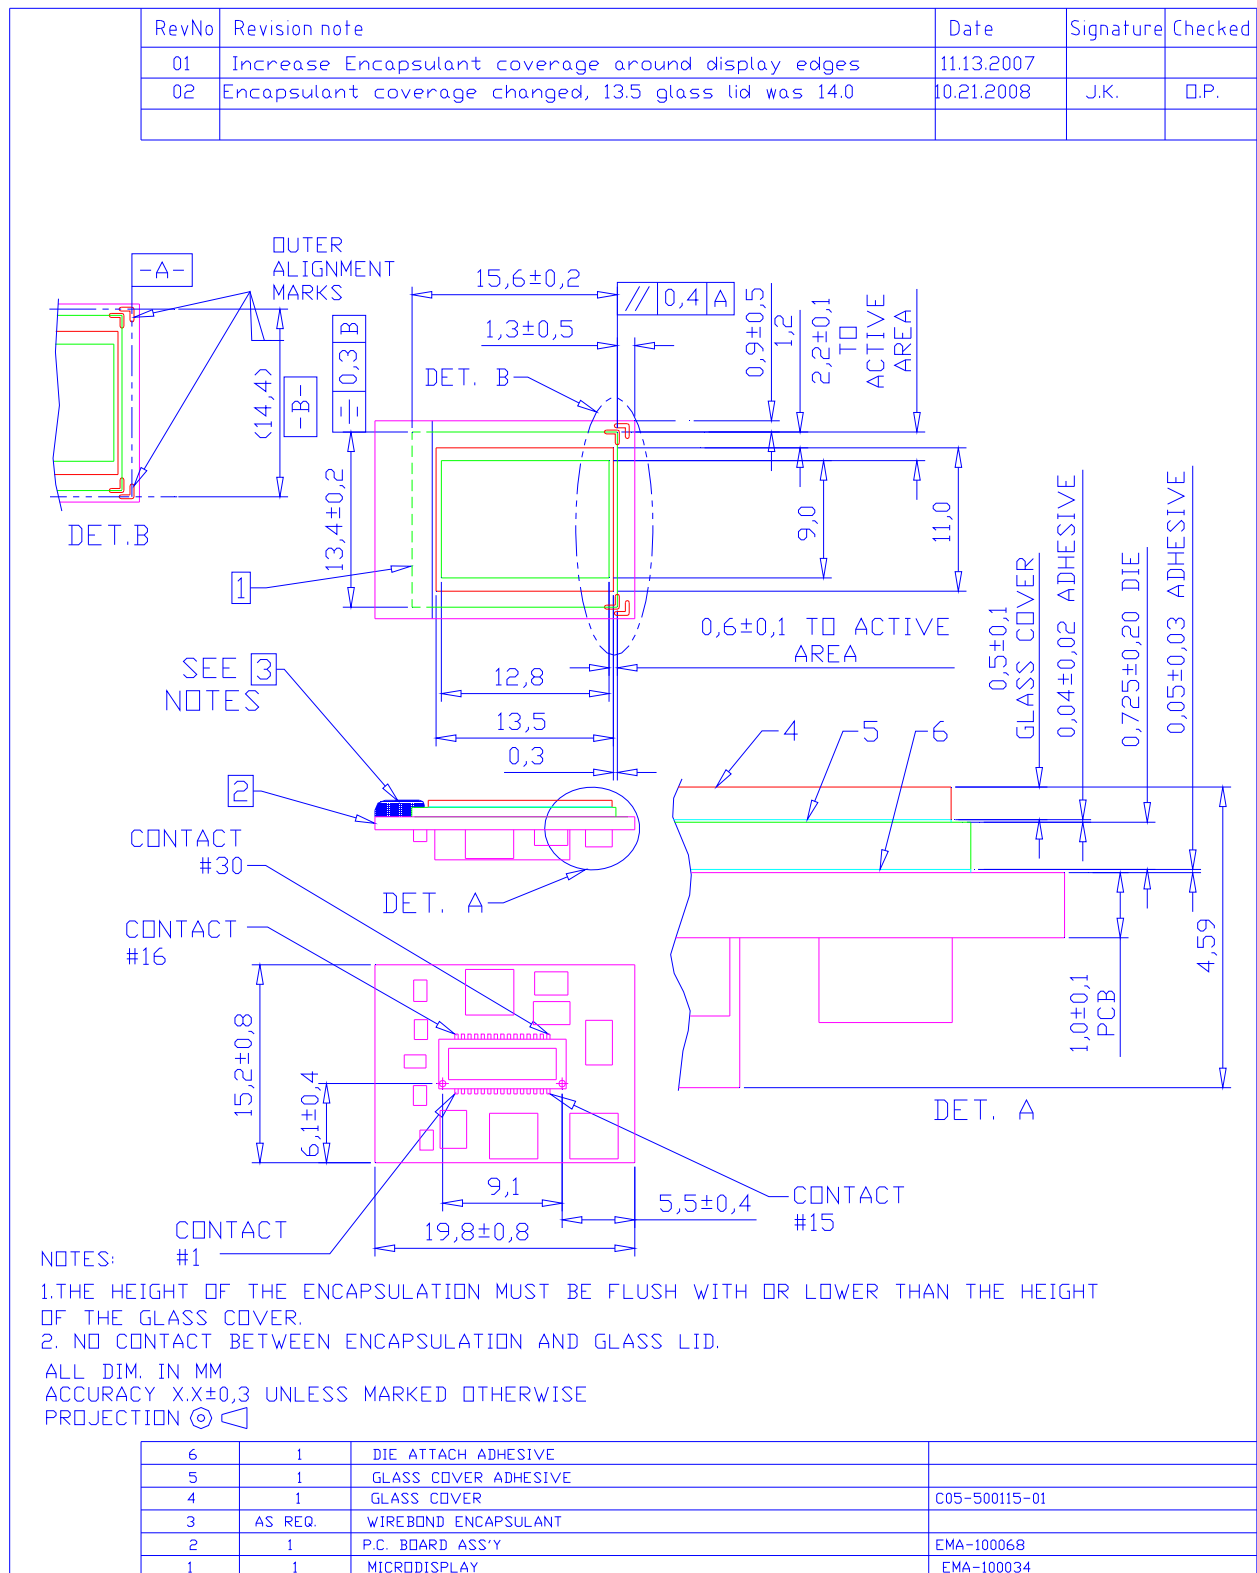 RevNo Revision note Date Signature Checked
01 Increase Encapsulant coverage around display edges 11.13.2007
02 Encapsulant coverage changed, 13.5 glass lid was 14.0 10.21.2008 J.K. O.P.
OUTER
ALIGNMENT
MARKS
-A-
15,6±0,2
// 0,4 A
1,3±0,5
0,9±0,5
1,2
2,2±0,1
TO
ACTIVE
AREA
DET. B
0,3 B
-B-
(14,4)
13,4±0,2
DET.B
1
9,0
11,0
0,6±0,1 TO ACTIVE
AREA
12,8
13,5
0,3
SEE 3
NOTES
2
0,5±0,1
GLASS COVER
0,04±0,02 ADHESIVE
0,725±0,20 DIE
0,05±0,03 ADHESIVE
4
5
6
CONTACT
#30
DET. A
CONTACT
#16
4,59
1,0±0,1
PCB
DET. A
15,2±0,8
6,1±0,4
9,1
5,5±0,4
19,8±0,8
CONTACT
#15
CONTACT
#1
NOTES:
1.THE HEIGHT OF THE ENCAPSULATION MUST BE FLUSH WITH OR LOWER THAN THE HEIGHT
OF THE GLASS COVER.
2. NO CONTACT BETWEEN ENCAPSULATION AND GLASS LID.
ALL DIM. IN MM
ACCURACY X.X±0,3 UNLESS MARKED OTHERWISE
PROJECTION
6 1 DIE ATTACH ADHESIVE
5 1 GLASS COVER ADHESIVE
4 1 GLASS COVER C05-500115-01
3 AS REQ. WIREBOND ENCAPSULANT
2 1 P.C. BOARD ASS'Y EMA-100068
1 1 MICRODISPLAY EMA-100034